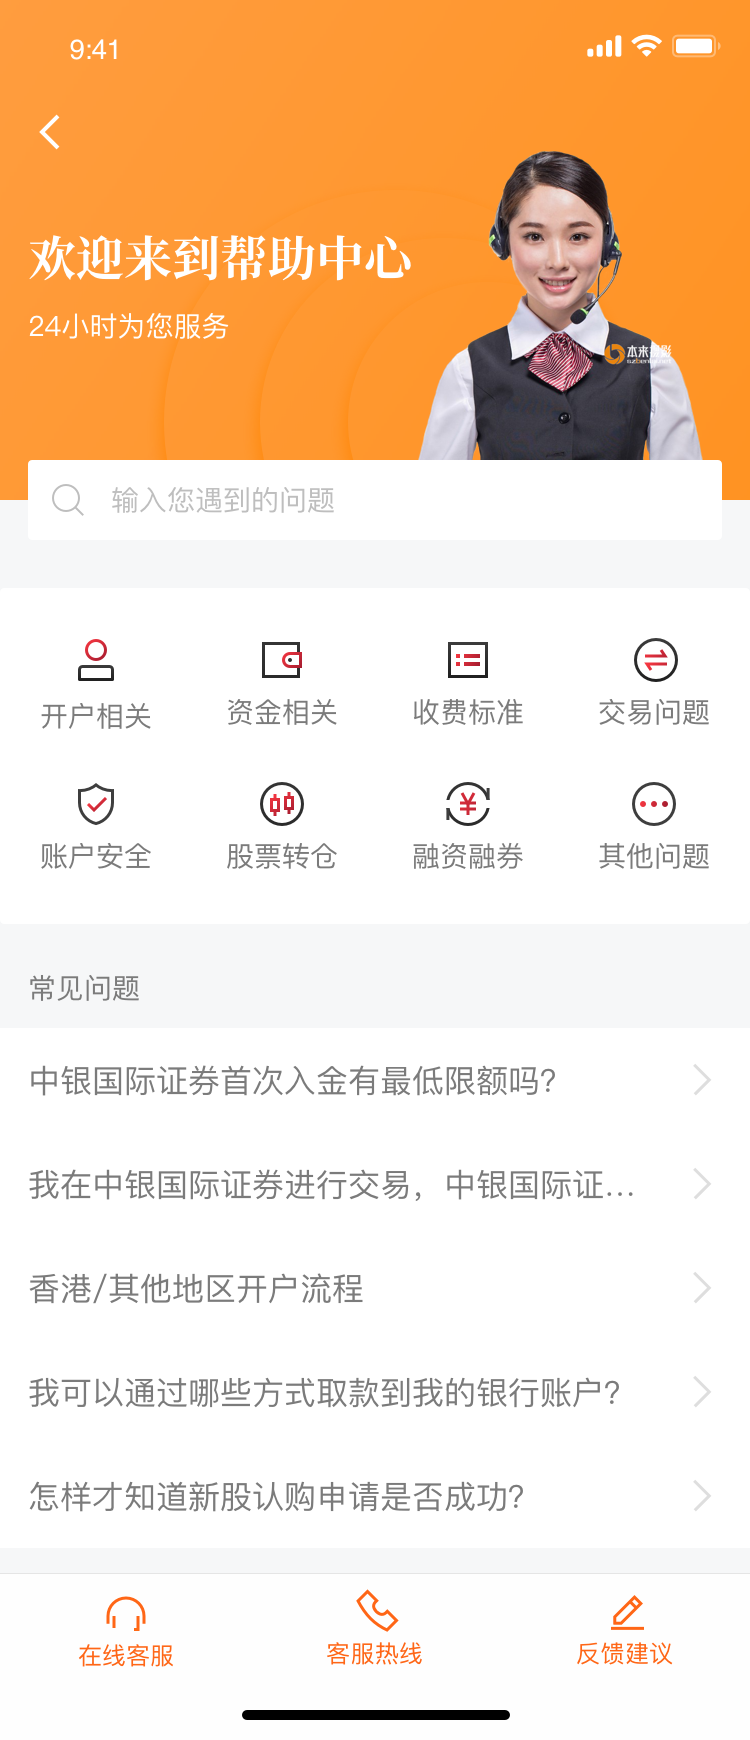 9:41
欢迎来到帮助中心
24小时为您服务
本来摄影
输入您遇到的问题
开户相关
资金相关
收费标准
交易问题
账户安全
股票转仓
融资融券
其他问题
常见问题
中银国际证券首次入金有最低限额吗?
我在中银国际证券进行交易，中银国际证...
香港/其他地区开户流程
我可以通过哪些方式取款到我的银行账户?
怎样才知道新股认购申请是否成功?
在线客服
客服热线
反馈建议